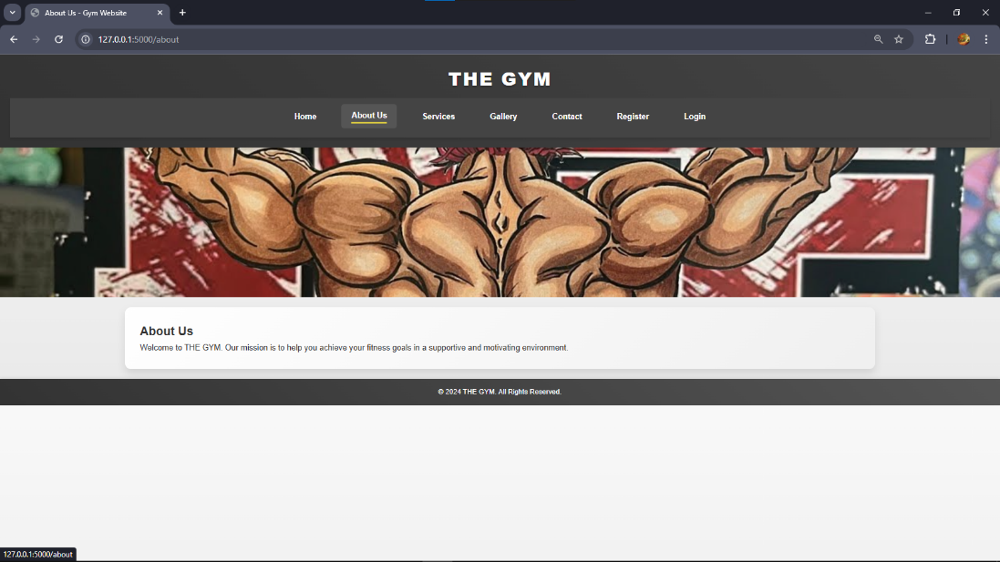 About Us - Gym Website
127.0.0.1:5000/about
THE GYM
Home About Us Services Gallery Contact Register Login
About Us
Welcome to THE GYM. Our mission is to help you achieve your fitness goals in a supportive and motivating environment.
© 2024 THE GYM. All Rights Reserved.
127.0.0.1:5000/about